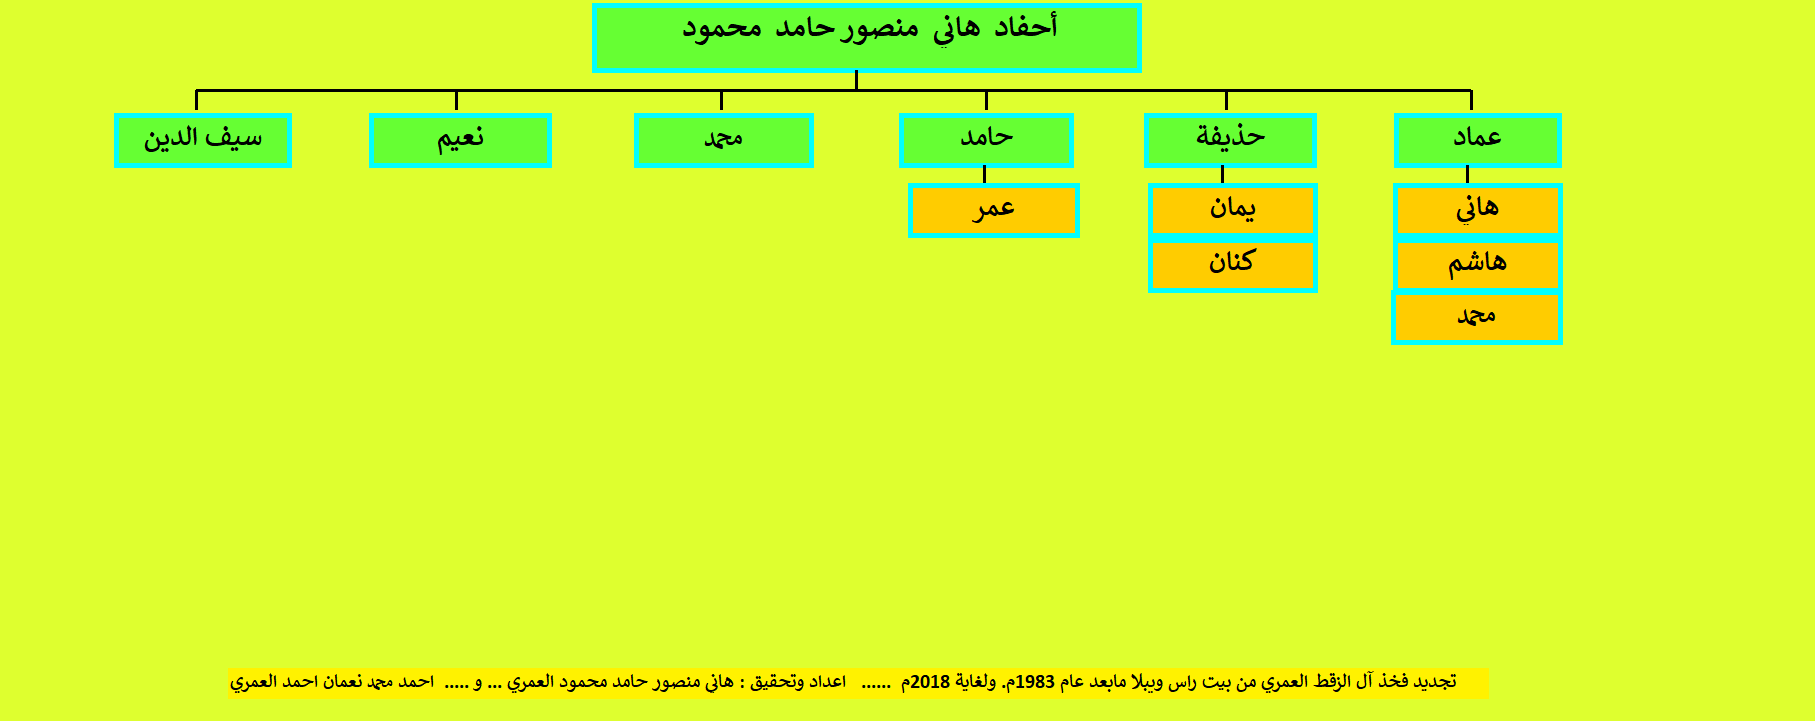 أحفاد هاني منصور حامد محمود
عماد
حذيفة
حامد
محمد
نعيم
سيف الدين
هاني
يمان
عمر
هاشم
كنان
محمد
تجديد فخذ آل الزقط العمري من بيت راس ويبلا مابعد عام 1983م. ولغاية 2018م ...... اعداد وتحقيق : هاني منصور حامد محمود العمري ... و ..... احمد محمد نعمان احمد العمري